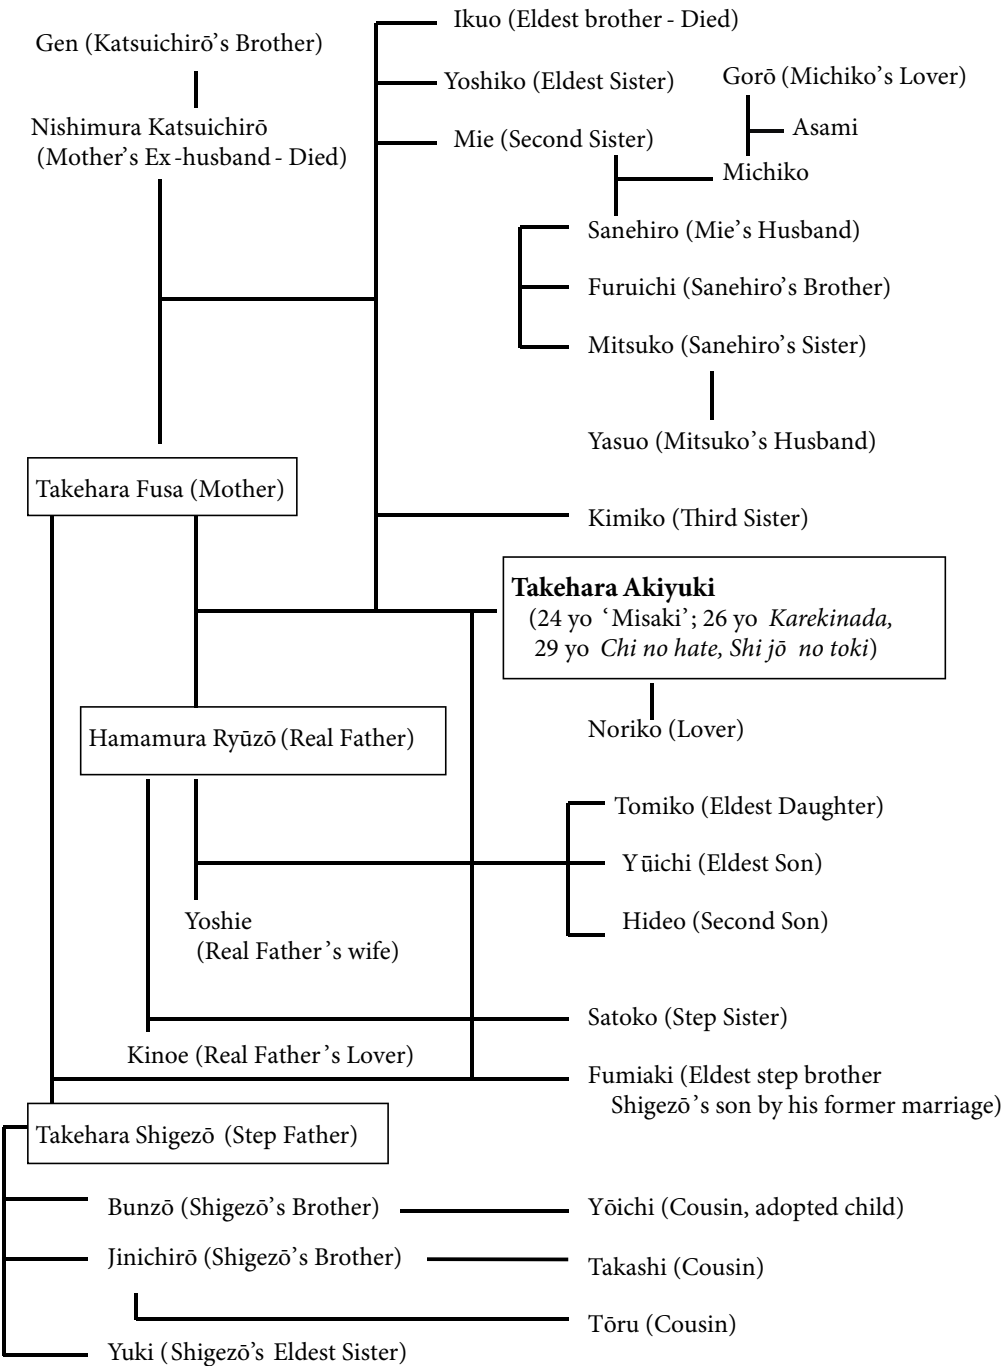 Ikuo (Eldest brother - Died)
Gen (Katsuichirō’s Brother)
Yoshiko (Eldest Sister)
Gorō (Michiko’s Lover)
Nishimura Katsuichirō
(Mother’s Ex-husband - Died)
Mie (Second Sister)
Asami
Michiko
Sanehiro (Mie’s Husband)
Furuichi (Sanehiro’s Brother)
Mitsuko (Sanehiro’s Sister)
Yasuo (Mitsuko’s Husband)
Takehara Fusa (Mother)
Kimiko (Third Sister)
Takehara Akiyuki
(24 yo ‘Misaki’; 26 yo Karekinada,
29 yo Chi no hate, Shi jō no toki)
Noriko (Lover)
Hamamura Ryūzō (Real Father)
Tomiko (Eldest Daughter)
Yūichi (Eldest Son)
Hideo (Second Son)
Yoshie
(Real Father’s wife)
Satoko (Step Sister)
Kinoe (Real Father’s Lover)
Fumiaki (Eldest step brother
Shigezō’s son by his former marriage)
Takehara Shigezō (Step Father)
Bunzō (Shigezō’s Brother)
Yōichi (Cousin, adopted child)
Jinichirō (Shigezō’s Brother)
Takashi (Cousin)
Tōru (Cousin)
Yuki (Shigezō’s Eldest Sister)